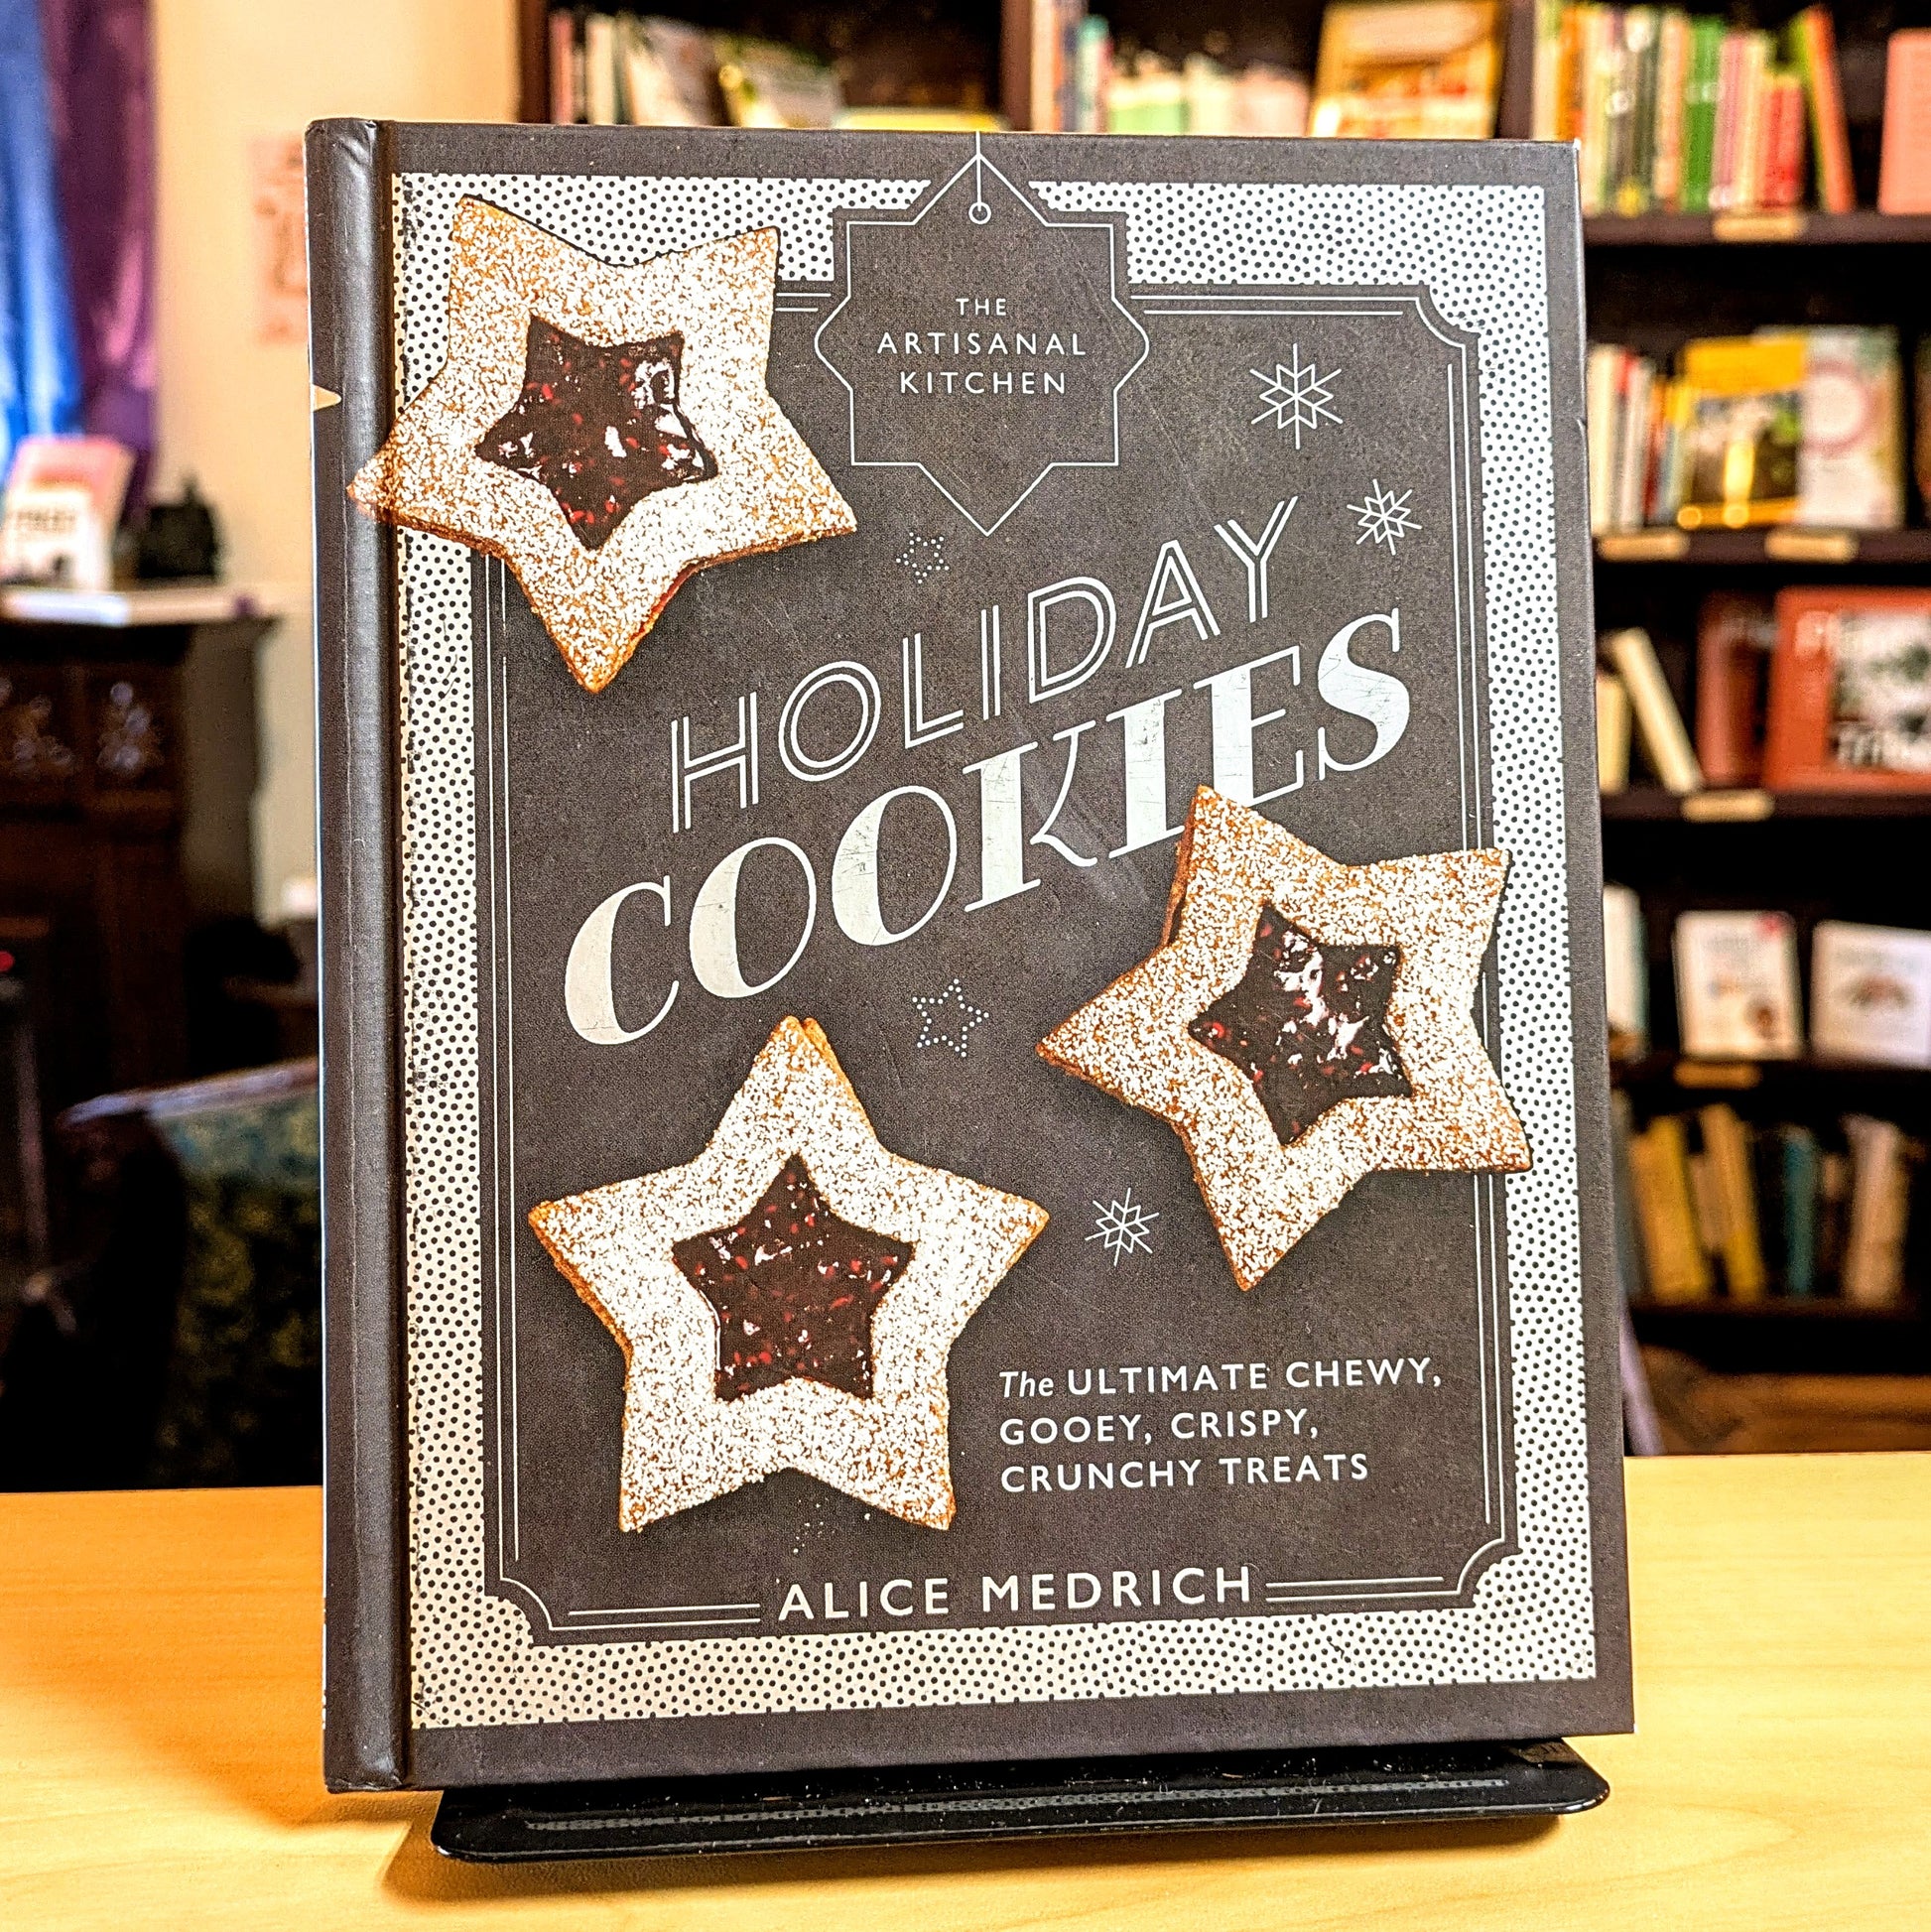 THE
ARTISANAL
KITCHEN
HOLIDAY
COOKIES
The ULTIMATE CHEWY,
GOOEY, CRISPY,
CRUNCHY TREATS
ALICE MEDRICH